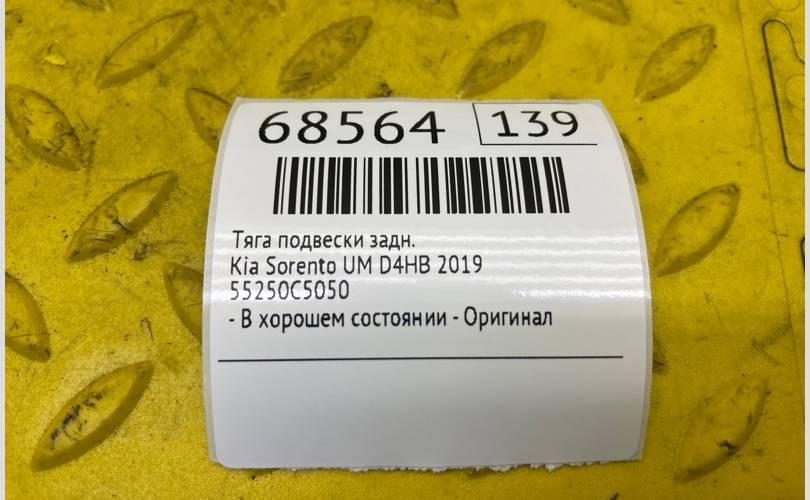 68564 139
Тяга подвески задн.
Kia Sorento UM D4HB 2019
55250C5050
- В хорошем состоянии - Оригинал